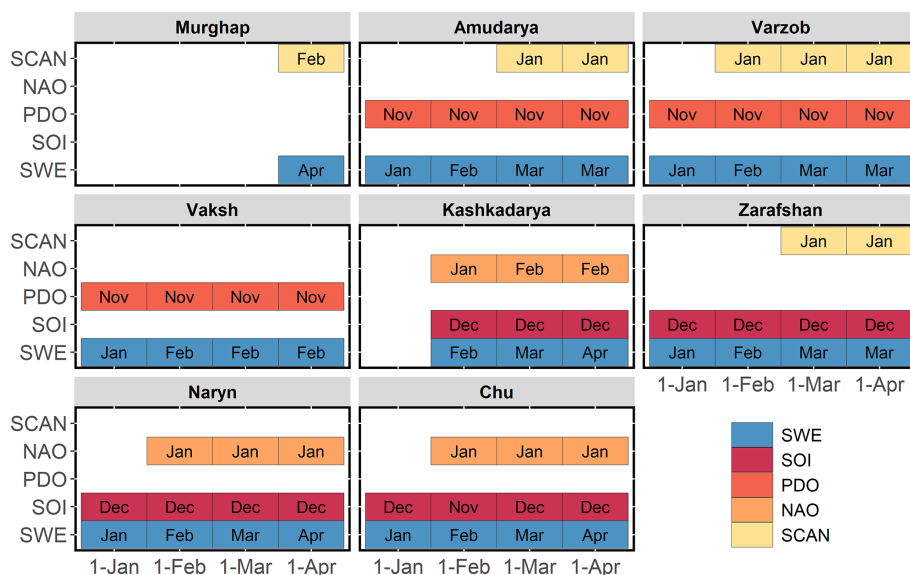 Murghap Amudarya Varzob
SCAN Feb Jan Jan Jan Jan Jan
NAO
PDO Nov Nov Nov Nov Nov Nov Nov Nov
SOI
SWE Apr Jan Feb Mar Mar Jan Feb Mar Mar
Vaksh Kashkadarya Zarafshan
SCAN Jan Jan
NAO Jan Feb Feb
PDO Nov Nov Nov Nov
SOI Dec Dec Dec Dec Dec Dec Dec
SWE Jan Feb Feb Feb Feb Mar Apr Jan Feb Mar Mar
1-Jan 1-Feb 1-Mar 1-Apr
Naryn Chu
SCAN
NAO Jan Jan Jan Jan Jan Jan
PDO
SOI Dec Dec Dec Dec Dec Nov Dec Dec
SWE Jan Feb Mar Apr Jan Feb Mar Apr
1-Jan 1-Feb 1-Mar 1-Apr 1-Jan 1-Feb 1-Mar 1-Apr
SWE
SOI
PDO
NAO
SCAN